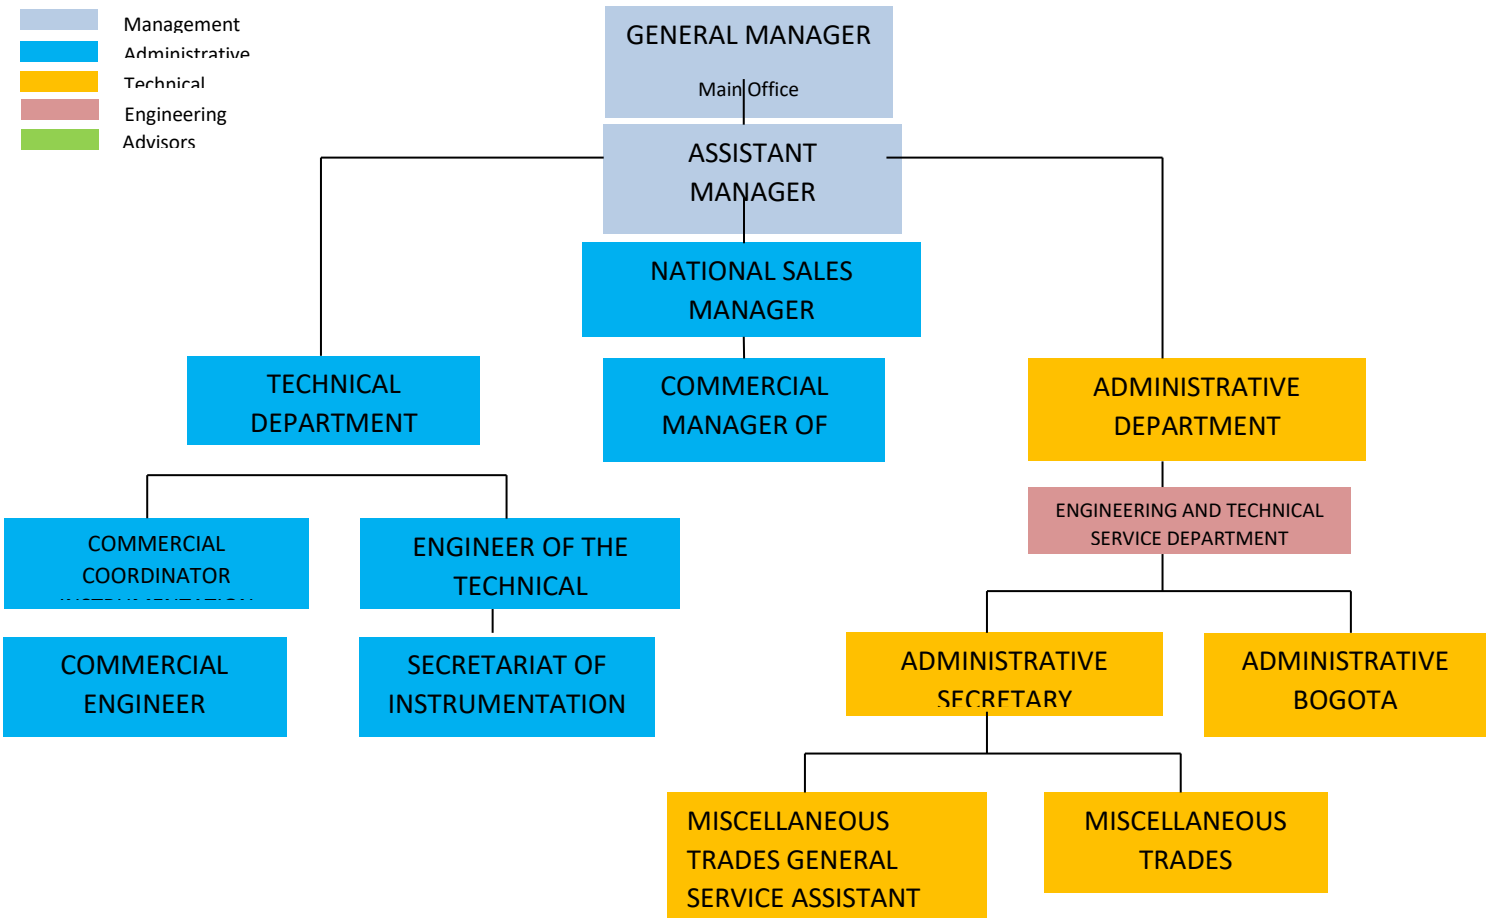 Management
Administrative
Technical
Engineering
Advisors
GENERAL MANAGER
Main Office
ASSISTANT
MANAGER
NATIONAL SALES
MANAGER
TECHNICAL
DEPARTMENT
COMMERCIAL
MANAGER OF
ADMINISTRATIVE
DEPARTMENT
ENGINEERING AND TECHNICAL
SERVICE DEPARTMENT
COMMERCIAL
COORDINATOR
INSTRUMENTATION
ENGINEER OF THE
TECHNICAL
COMMERCIAL
ENGINEER
SECRETARIAT OF
INSTRUMENTATION
ADMINISTRATIVE
SECRETARY
ADMINISTRATIVE
BOGOTA
MISCELLANEOUS
TRADES GENERAL
SERVICE ASSISTANT
MISCELLANEOUS
TRADES